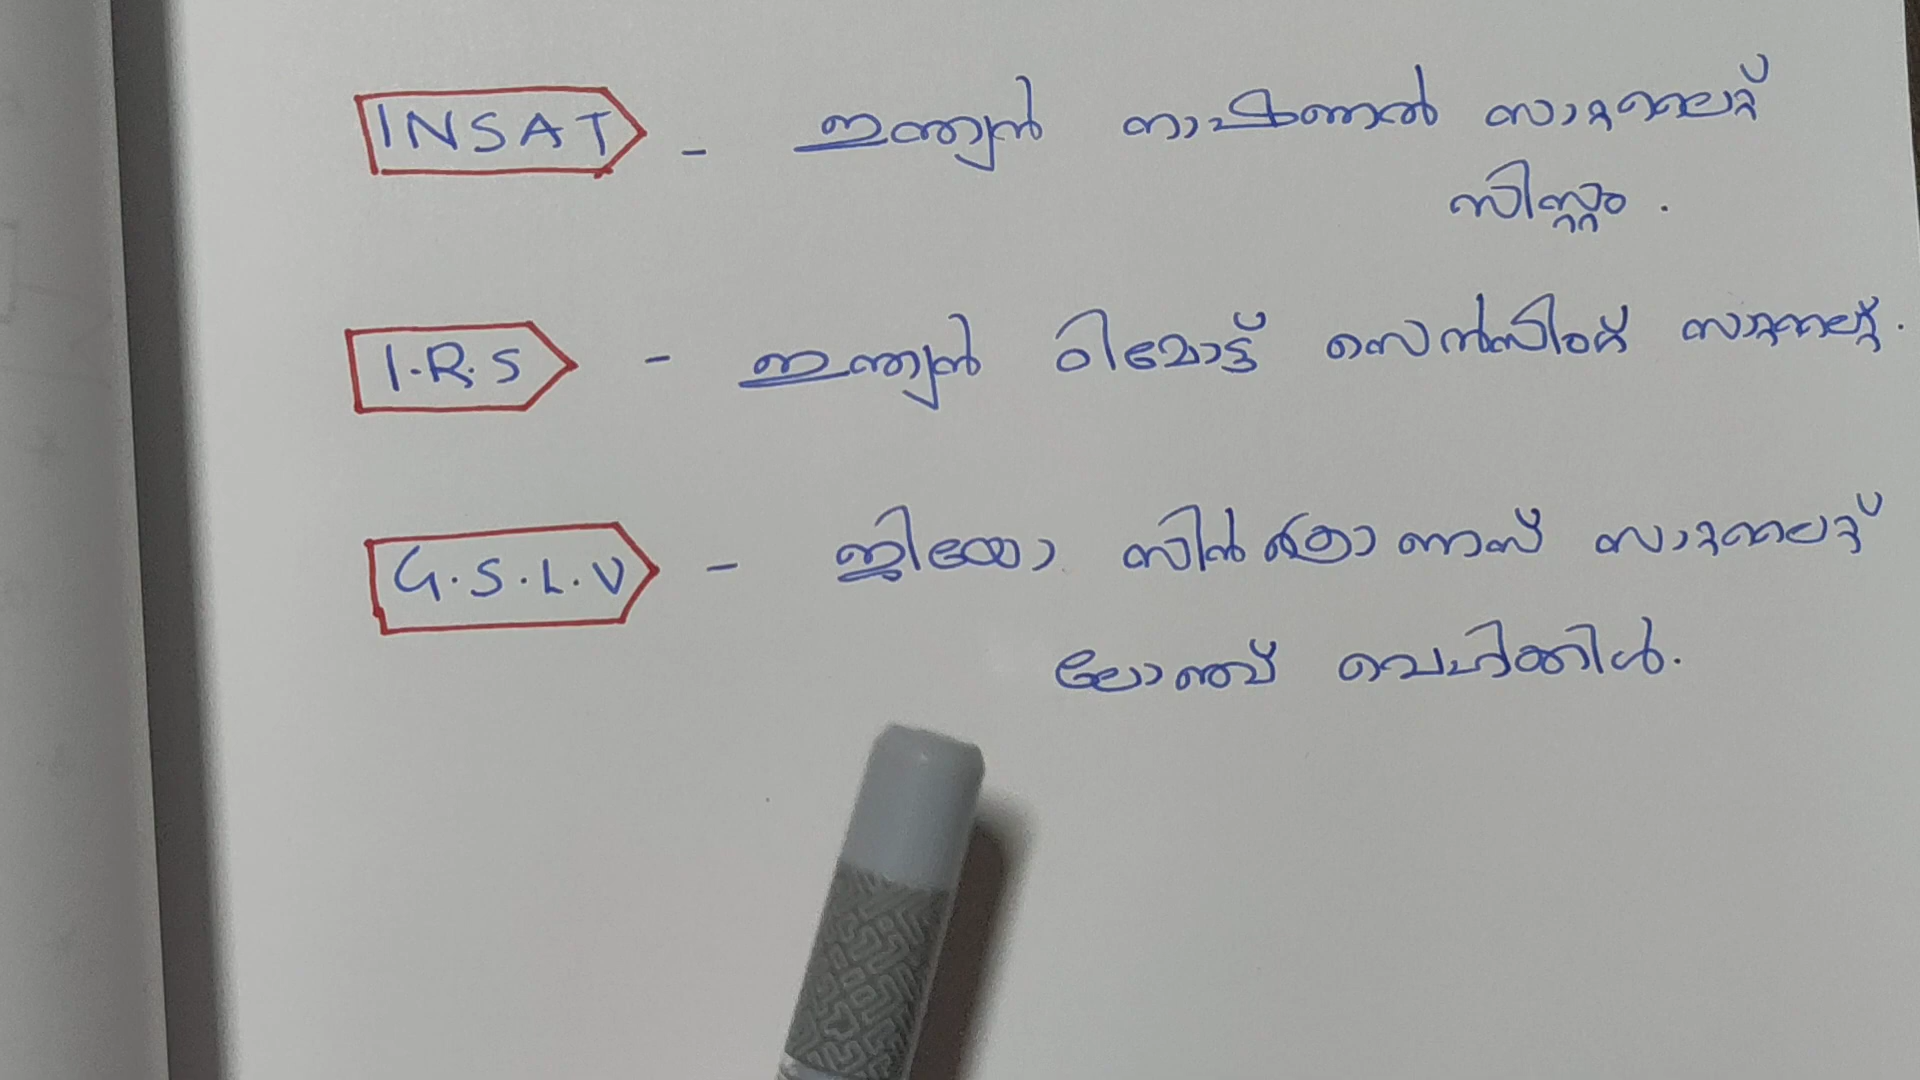 INSAT - ഇന്ത്യൻ നാഷണൽ സാറ്റലൈറ്റ്
സിസ്റ്റം .
I.R.S - ഇന്ത്യൻ റിമോട്ട് സെൻസിംഗ് സാറ്റലൈറ്റ്.
G.S.L.V - ജിയോ സിൻക്രോണസ് സാറ്റലൈറ്റ്
ലോഞ്ച് വെഹിക്കിൾ.